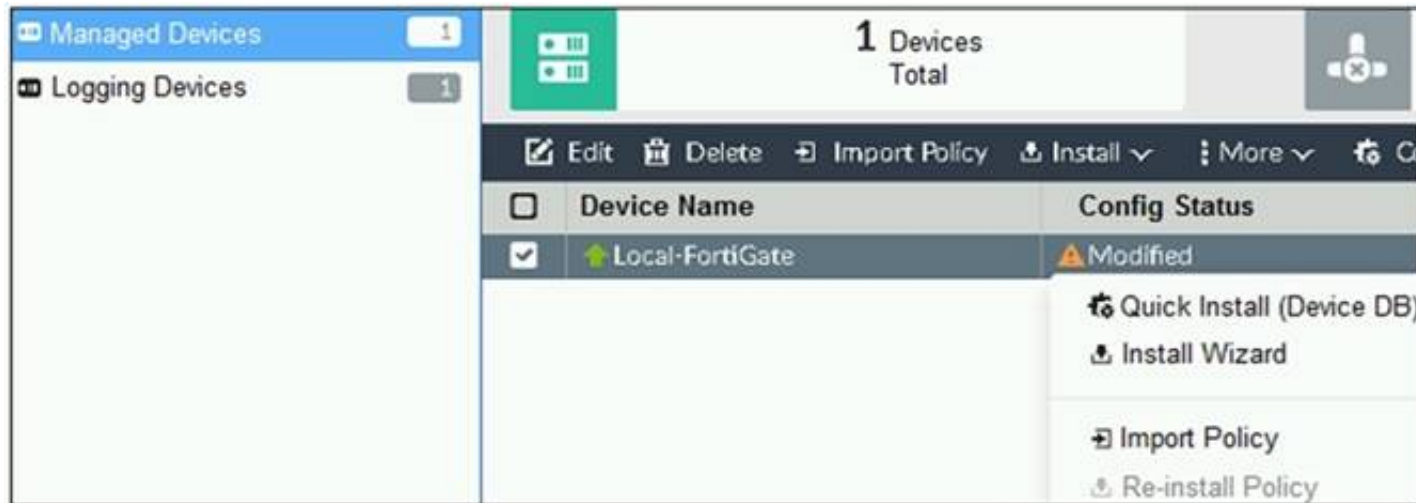 Managed Devices 1
Logging Devices 1
1 Devices
Total
Edit Delete Import Policy Install More
Device Name Config Status
Local-FortiGate Modified
Quick Install (Device DB)
Install Wizard
Import Policy
Re-install Policy